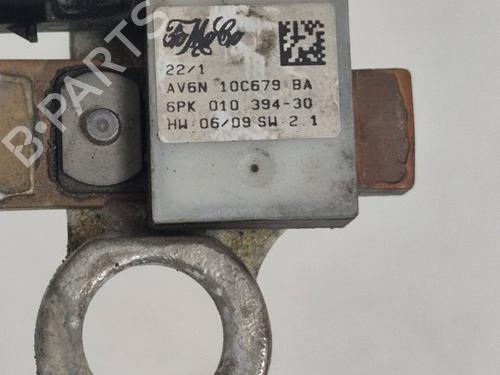 FoMoCo
22/1
AV6N 10C679 BA
6PK 010 394-30
HW 06/09 SW 2.1
B-PARTS